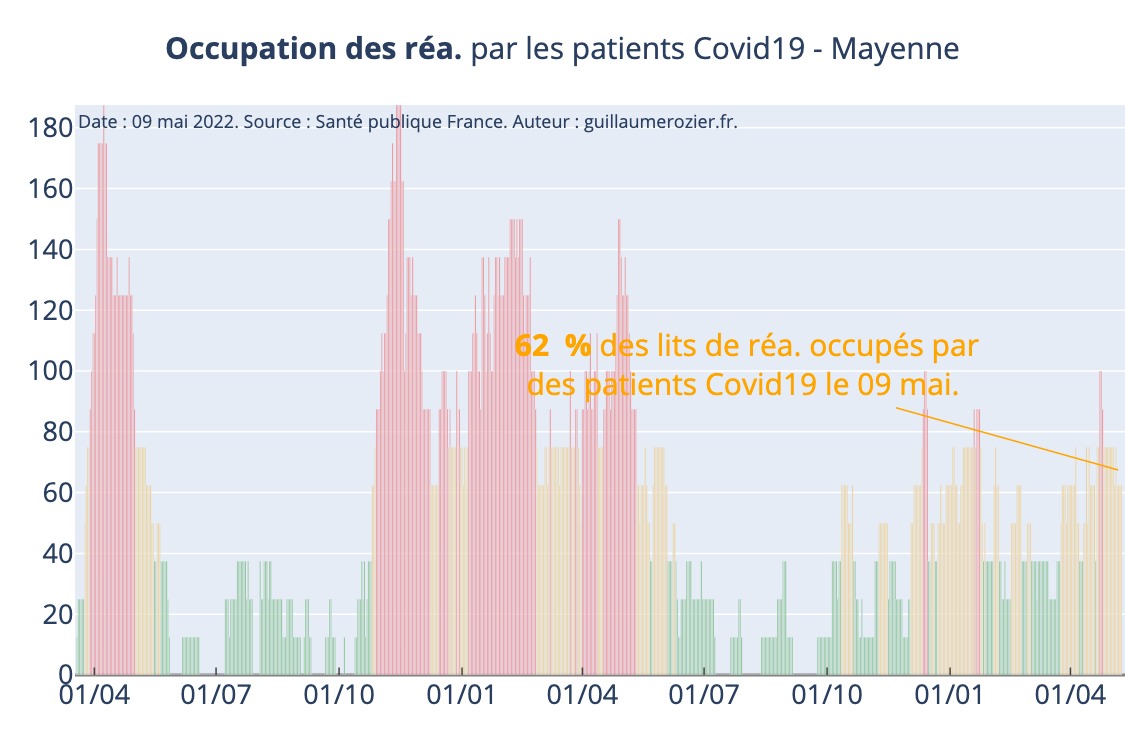 Occupation des réa. par les patients Covid19 - Mayenne
Date : 09 mai 2022. Source : Santé publique France. Auteur : guillaumerozier.fr.
180
160
140
120
100
80
60
40
20
0
62 % des lits de réa. occupés par
des patients Covid19 le 09 mai.
01/04 01/07 01/10 01/01 01/04 01/07 01/10 01/01 01/04